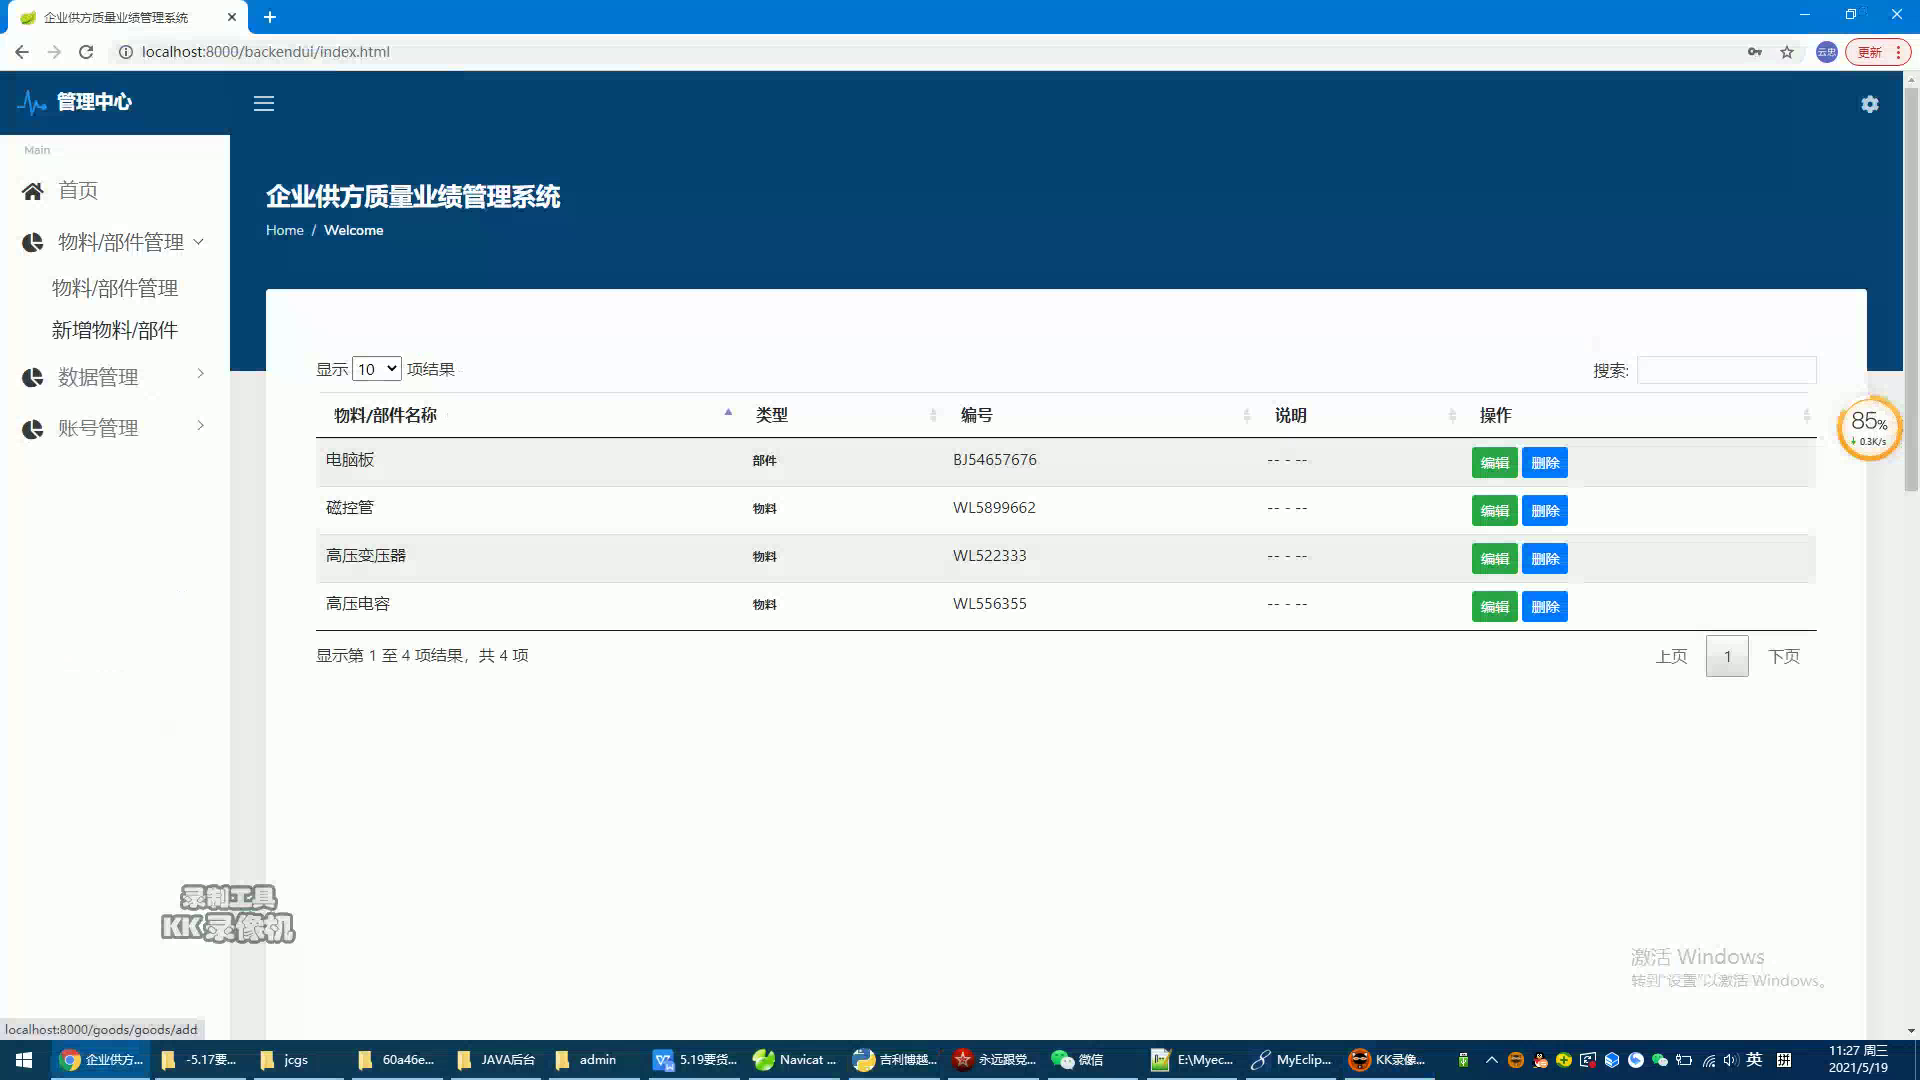 企业供方质量业绩管理系统
localhost:8000/backendui/index.html
云忠
更新
管理中心
Main
首页
物料/部件管理
物料/部件管理
新增物料/部件
数据管理
账号管理
企业供方质量业绩管理系统
Home / Welcome
显示 10 项结果
搜索:
物料/部件名称 类型 编号 说明 操作
电脑板 部件 BJ54657676 -- - -- 编辑 删除
磁控管 物料 WL5899662 -- - -- 编辑 删除
高压变压器 物料 WL522333 -- - -- 编辑 删除
高压电容 物料 WL556355 -- - -- 编辑 删除
显示第 1 至 4 项结果，共 4 项
上页 1 下页
85%
0.3K/s
录制工具
KK录像机
激活 Windows
转到"设置"以激活 Windows。
localhost:8000/goods/goods/add
企业供方... -5.17要... jcgs 60a46e... JAVA后台 admin 5.19要货... Navicat ... 吉利博越... 永远跟党... 微信 E:\Myec... MyEclip... KK录像... 英 拼
11:27 周三
2021/5/19